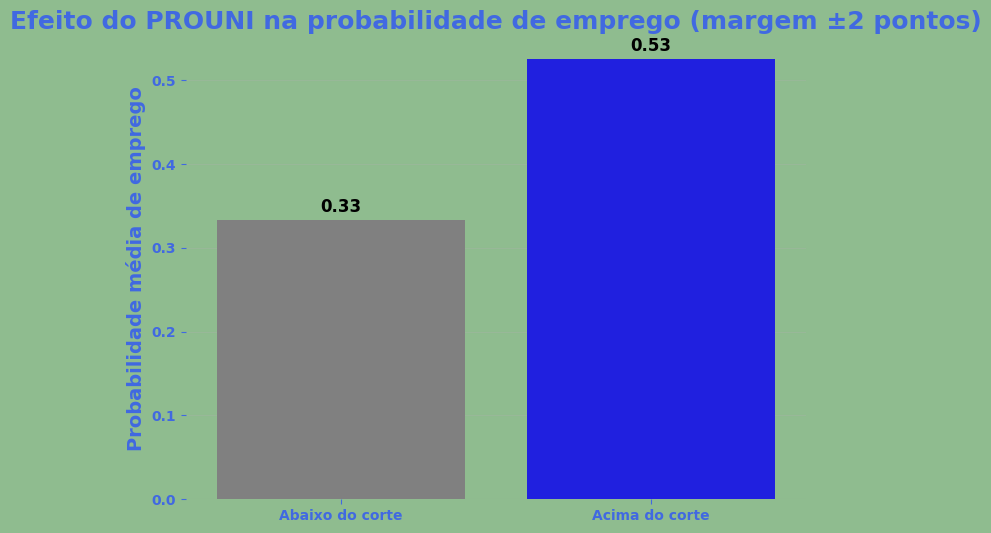 Efeito do PROUNI na probabilidade de emprego (margem ±2 pontos)
Probabilidade média de emprego
0.5
0.4
0.3
0.2
0.1
0.0
0.33
0.53
Abaixo do corte
Acima do corte